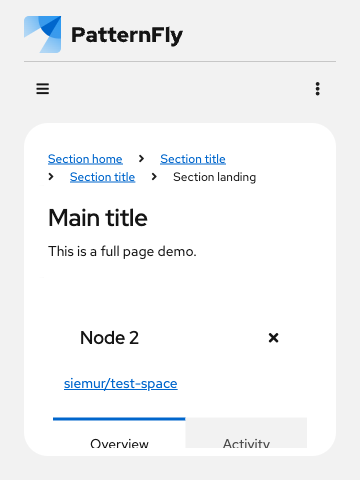 PatternFly
Section home > Section title
> Section title > Section landing
Main title
This is a full page demo.
Node 2
siemur/test-space
Overview Activity